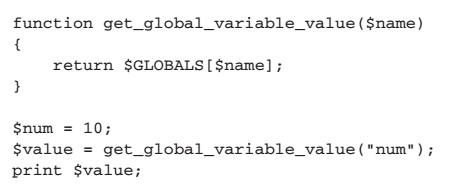 function get_global_variable_value($name)
{
    return $GLOBALS[$name];
}

$num = 10;
$value = get_global_variable_value("num");
print $value;